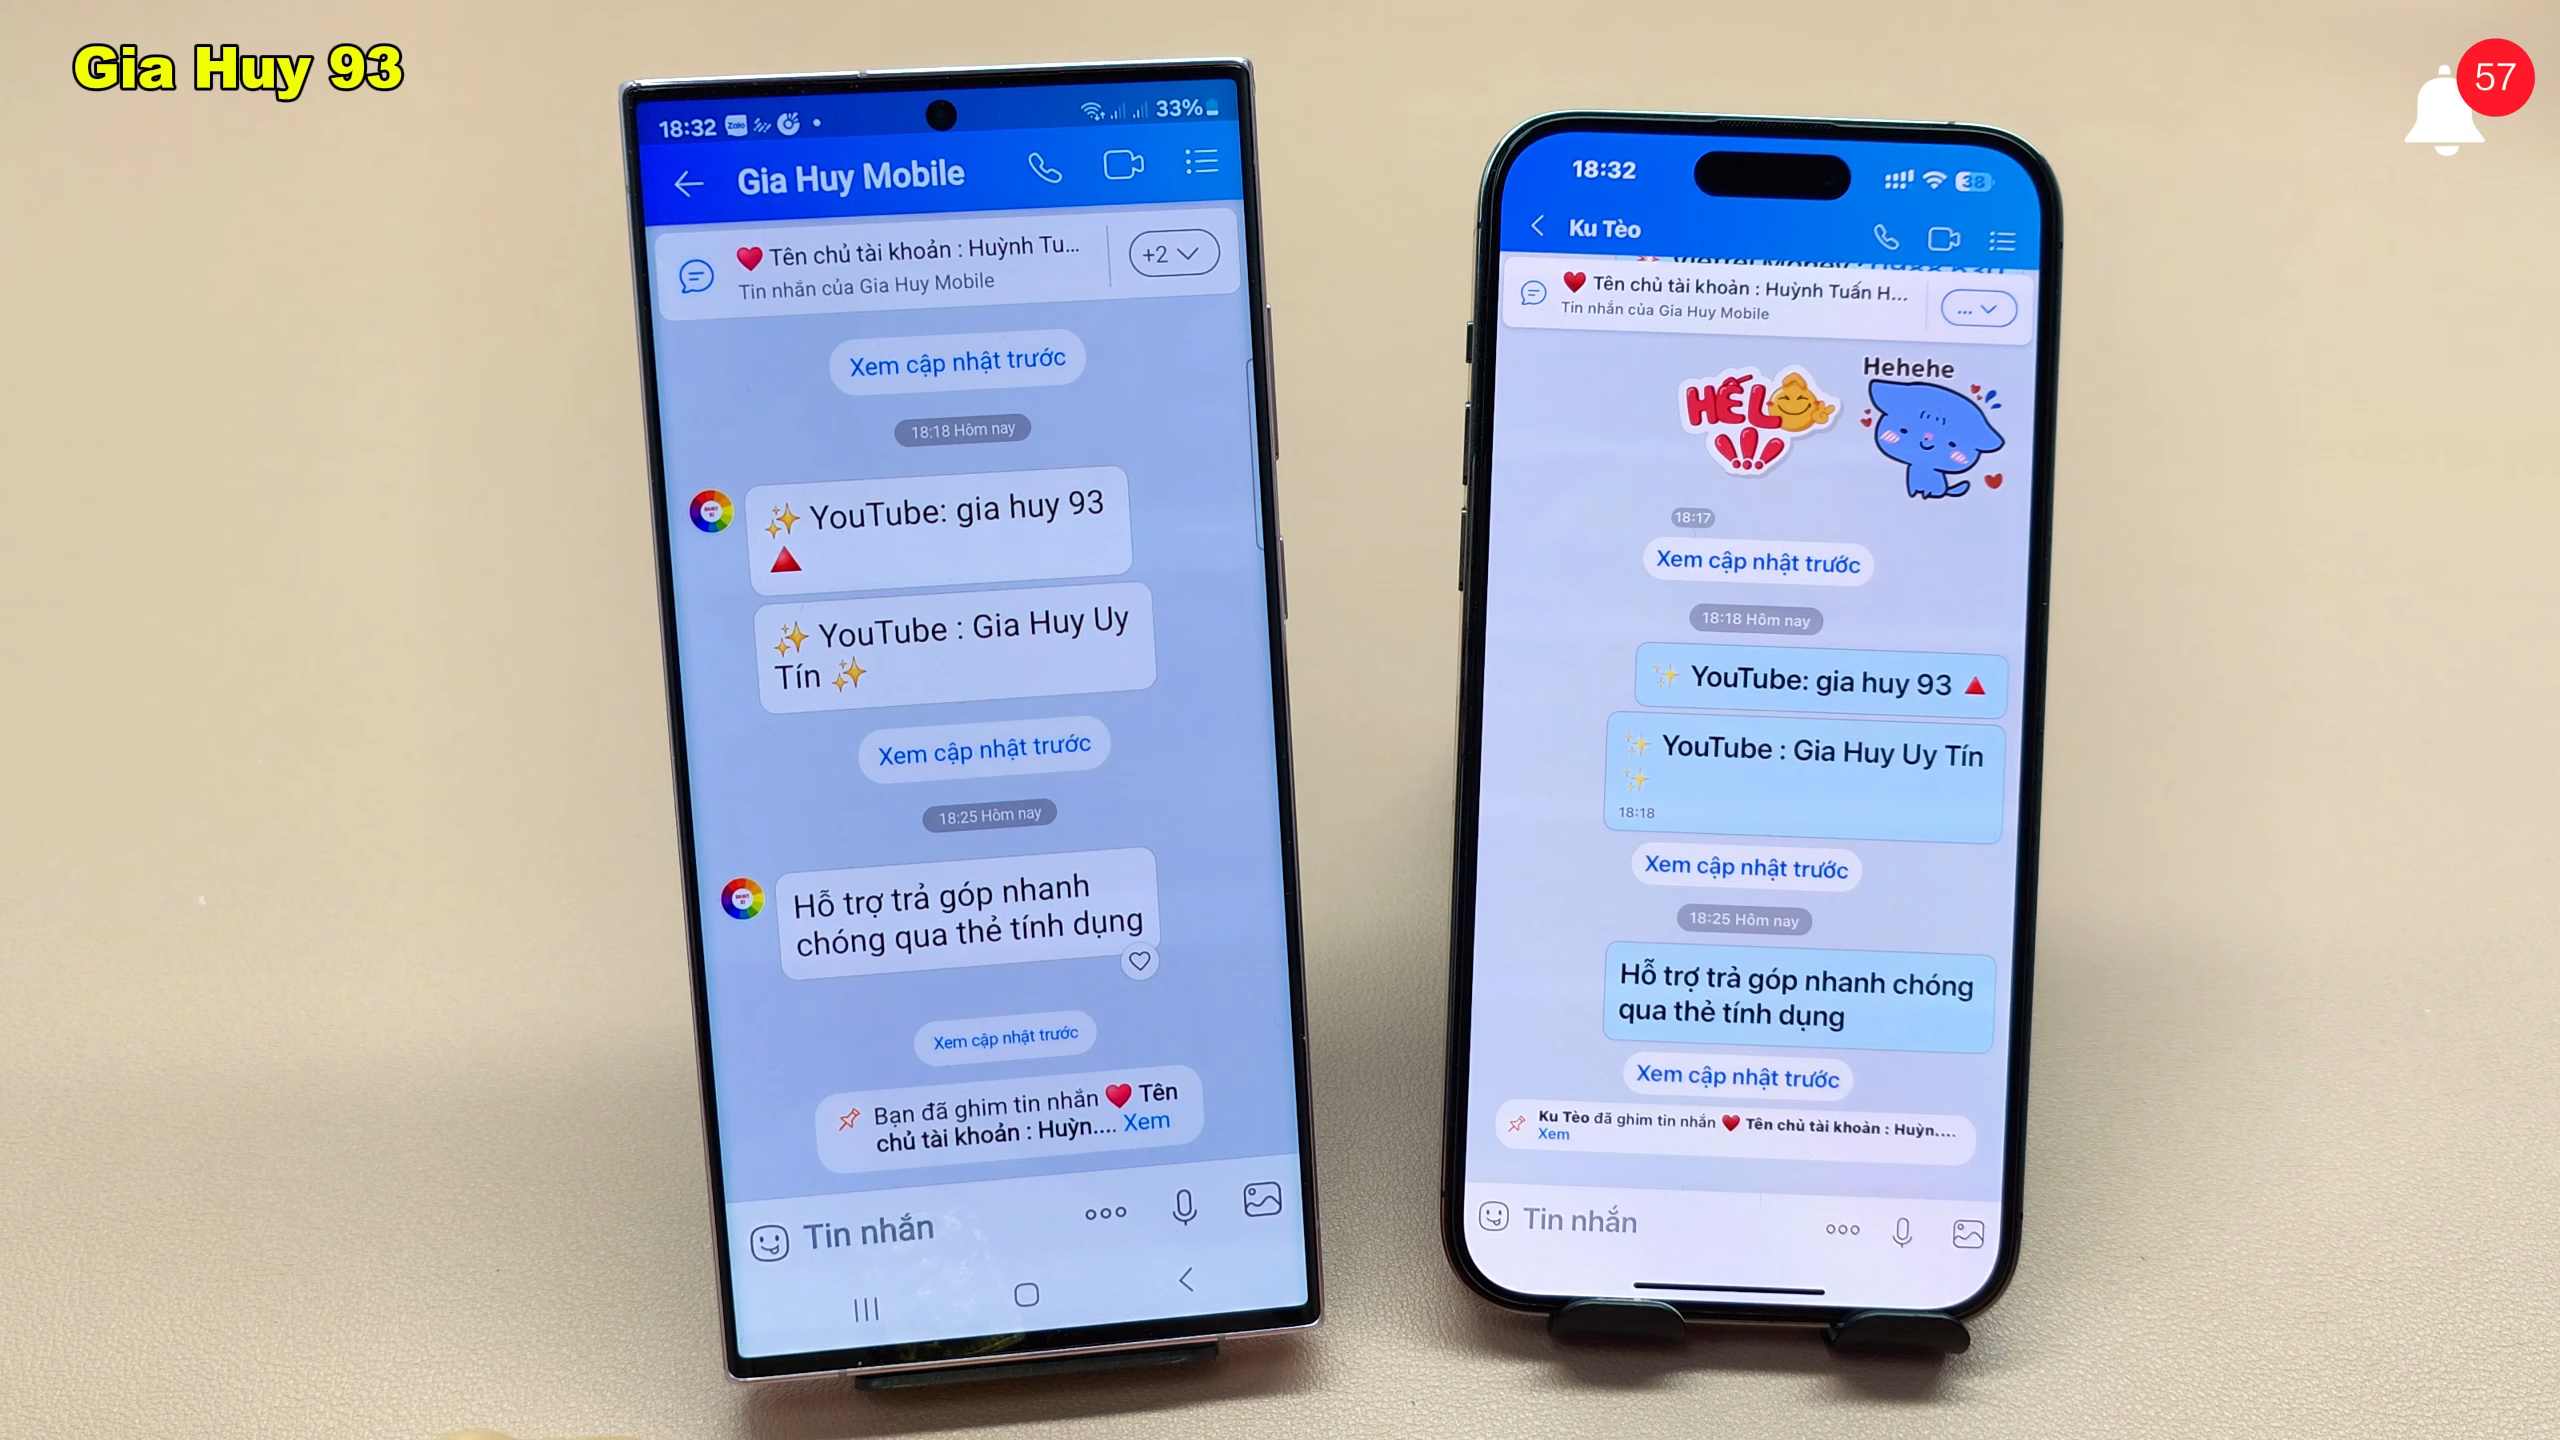 Gia Huy 93
57
18:32
Zalo
33%
Gia Huy Mobile
Tên chủ tài khoản : Huỳnh Tu...
Tin nhắn của Gia Huy Mobile
+2
Xem cập nhật trước
18:18 Hôm nay
✨ YouTube: gia huy 93
🔺
✨ YouTube : Gia Huy Uy
Tín ✨
Xem cập nhật trước
18:25 Hôm nay
Hỗ trợ trả góp nhanh
chóng qua thẻ tính dụng
Xem cập nhật trước
Bạn đã ghim tin nhắn ❤️ Tên
chủ tài khoản : Huỳn.... Xem
Tin nhắn
18:32
38
Ku Tèo
❤️ Tên chủ tài khoản : Huỳnh Tuấn H...
Tin nhắn của Gia Huy Mobile
...
HẾLO
!!!
Hehehe
18:17
Xem cập nhật trước
18:18 Hôm nay
✨ YouTube: gia huy 93 🔺
✨ YouTube : Gia Huy Uy Tín
✨
18:18
Xem cập nhật trước
18:25 Hôm nay
Hỗ trợ trả góp nhanh chóng
qua thẻ tính dụng
Xem cập nhật trước
Ku Tèo đã ghim tin nhắn ❤️ Tên chủ tài khoản : Huỳn....
Xem
Tin nhắn